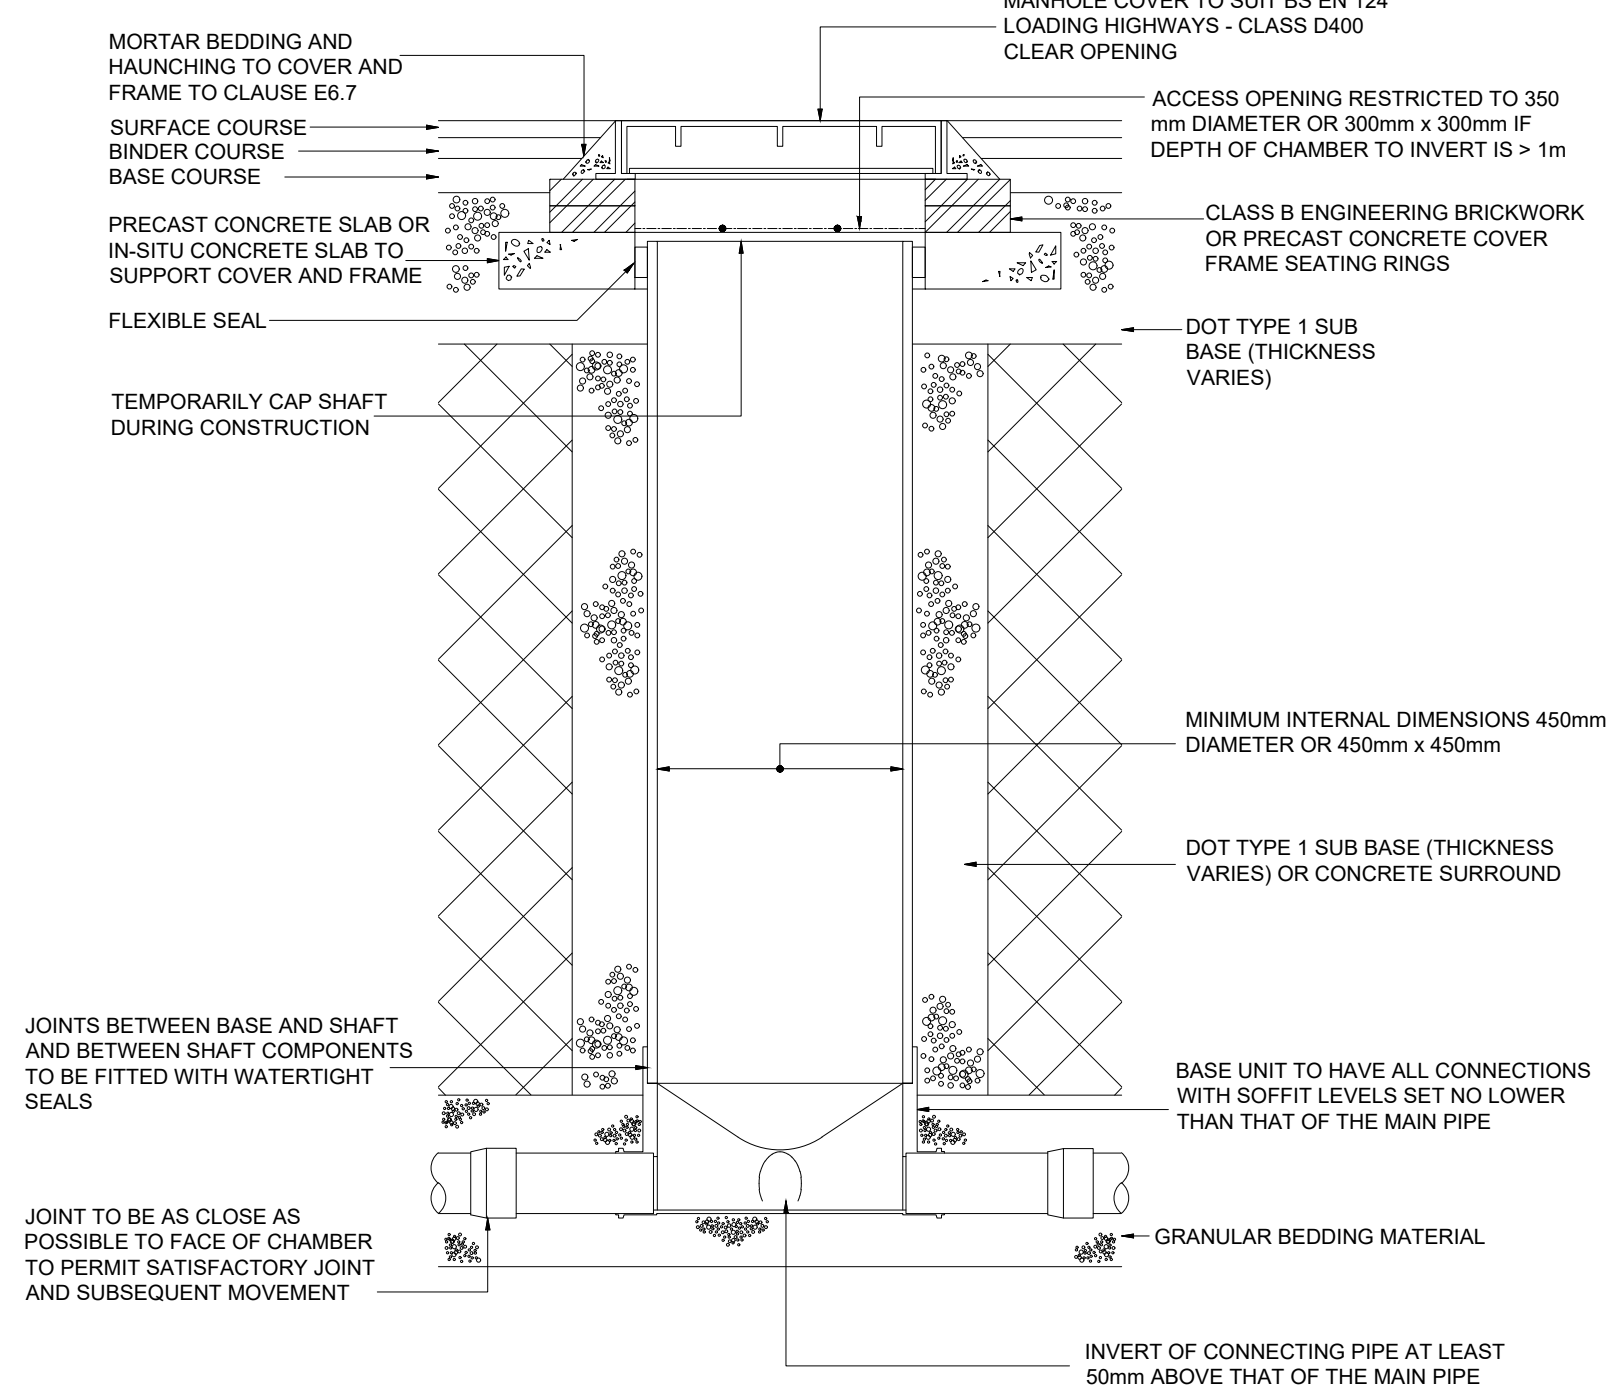 MANHOLE COVER TO SUIT BS EN 124
LOADING HIGHWAYS - CLASS D400
CLEAR OPENING
MORTAR BEDDING AND
HAUNCHING TO COVER AND
FRAME TO CLAUSE E6.7
SURFACE COURSE
BINDER COURSE
BASE COURSE
ACCESS OPENING RESTRICTED TO 350
mm DIAMETER OR 300mm x 300mm IF
DEPTH OF CHAMBER TO INVERT IS > 1m
PRECAST CONCRETE SLAB OR
IN-SITU CONCRETE SLAB TO
SUPPORT COVER AND FRAME
CLASS B ENGINEERING BRICKWORK
OR PRECAST CONCRETE COVER
FRAME SEATING RINGS
FLEXIBLE SEAL
DOT TYPE 1 SUB
BASE (THICKNESS
VARIES)
TEMPORARILY CAP SHAFT
DURING CONSTRUCTION
MINIMUM INTERNAL DIMENSIONS 450mm
DIAMETER OR 450mm x 450mm
DOT TYPE 1 SUB BASE (THICKNESS
VARIES) OR CONCRETE SURROUND
JOINTS BETWEEN BASE AND SHAFT
AND BETWEEN SHAFT COMPONENTS
TO BE FITTED WITH WATERTIGHT
SEALS
BASE UNIT TO HAVE ALL CONNECTIONS
WITH SOFFIT LEVELS SET NO LOWER
THAN THAT OF THE MAIN PIPE
JOINT TO BE AS CLOSE AS
POSSIBLE TO FACE OF CHAMBER
TO PERMIT SATISFACTORY JOINT
AND SUBSEQUENT MOVEMENT
GRANULAR BEDDING MATERIAL
INVERT OF CONNECTING PIPE AT LEAST
50mm ABOVE THAT OF THE MAIN PIPE